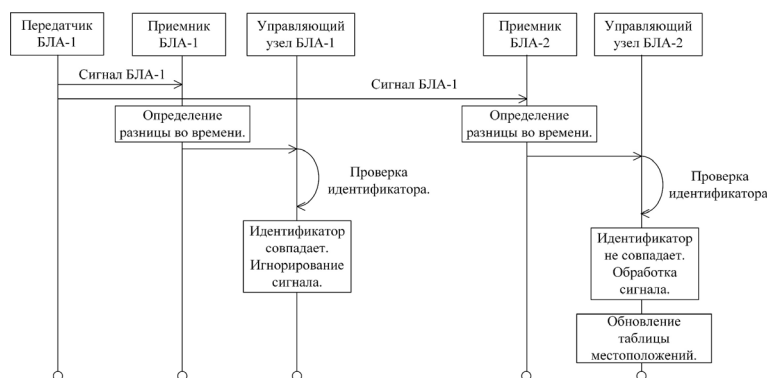 Передатчик
БЛА-1
Приемник
БЛА-1
Управляющий
узел БЛА-1
Приемник
БЛА-2
Управляющий
узел БЛА-2
Сигнал БЛА-1
Сигнал БЛА-1
Определение
разницы во времени.
Определение
разницы во времени.
Проверка
идентификатора.
Проверка
идентификатора
Идентификатор
совпадает.
Игнорирование
сигнала.
Идентификатор
не совпадает.
Обработка
сигнала.
Обновление
таблицы
местоположений.